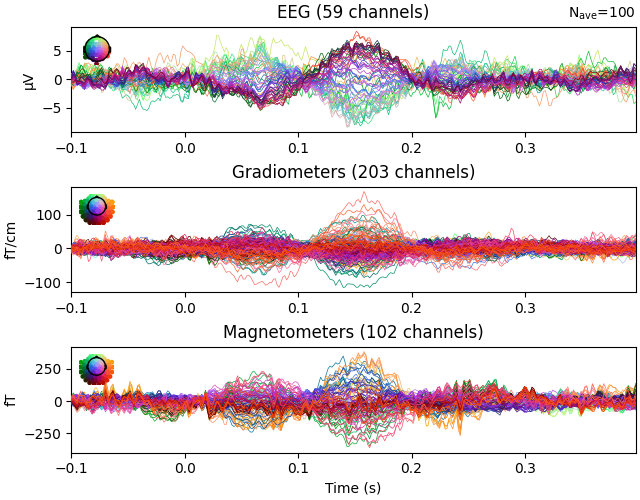 EEG (59 channels)
Nave=100
µV
5
0
−5
−0.1 0.0 0.1 0.2 0.3
Gradiometers (203 channels)
fT/cm
100
0
−100
−0.1 0.0 0.1 0.2 0.3
Magnetometers (102 channels)
fT
250
0
−250
−0.1 0.0 0.1 0.2 0.3
Time (s)